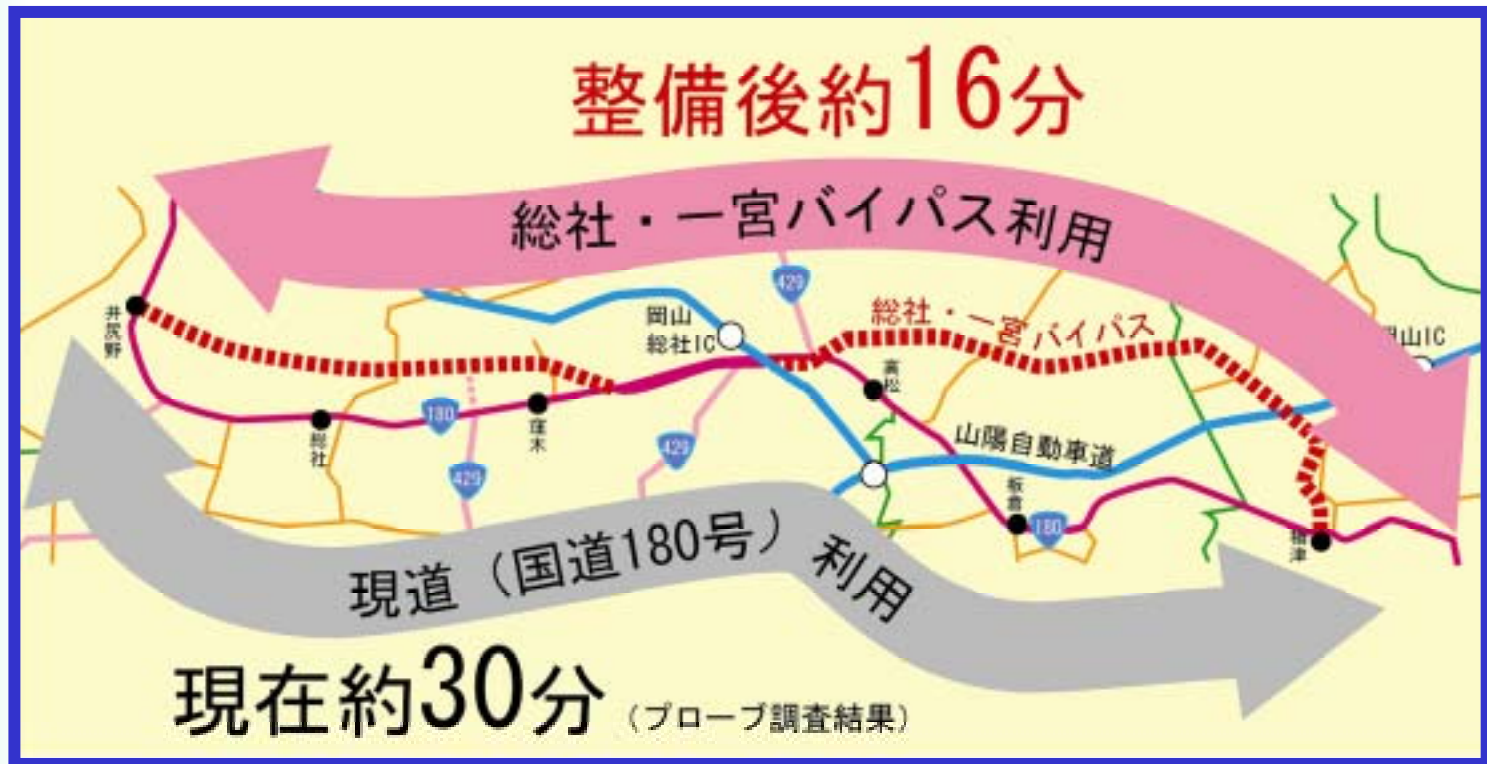 整備後約16分
総社・一宮バイパス利用
429
岡山
総社IC
総社・一宮バイパス
山IC
井尻野
高松
総社
180
窪木
429
429
山陽自動車道
板倉
180
津
現道（国道180号）利用
現在約30分（プローブ調査結果）